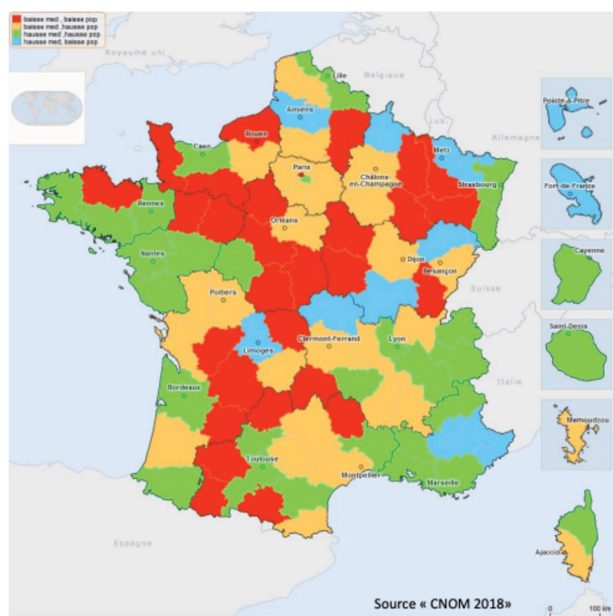 baisse med, baisse pop
baisse med, hausse pop
hausse med, hausse pop
hausse med, baisse pop
Royaume uni
Belgique
Lux.
Allemagne
Suisse
Italie
Espagne
Lille
Amiens
Rouen
Caen
Paris
Metz
Châlons-
en-Champagne
Strasbourg
Rennes
Orléans
Nantes
Dijon
Besançon
Poitiers
Limoges
Clermont-Ferrand
Lyon
Bordeaux
Toulouse
Montpellier
Marseille
Ajaccio
Pointe-à-Pitre
Fort-de-France
Cayenne
Saint-Denis
Mamoudzou
Source « CNOM 2018»
0 100 km